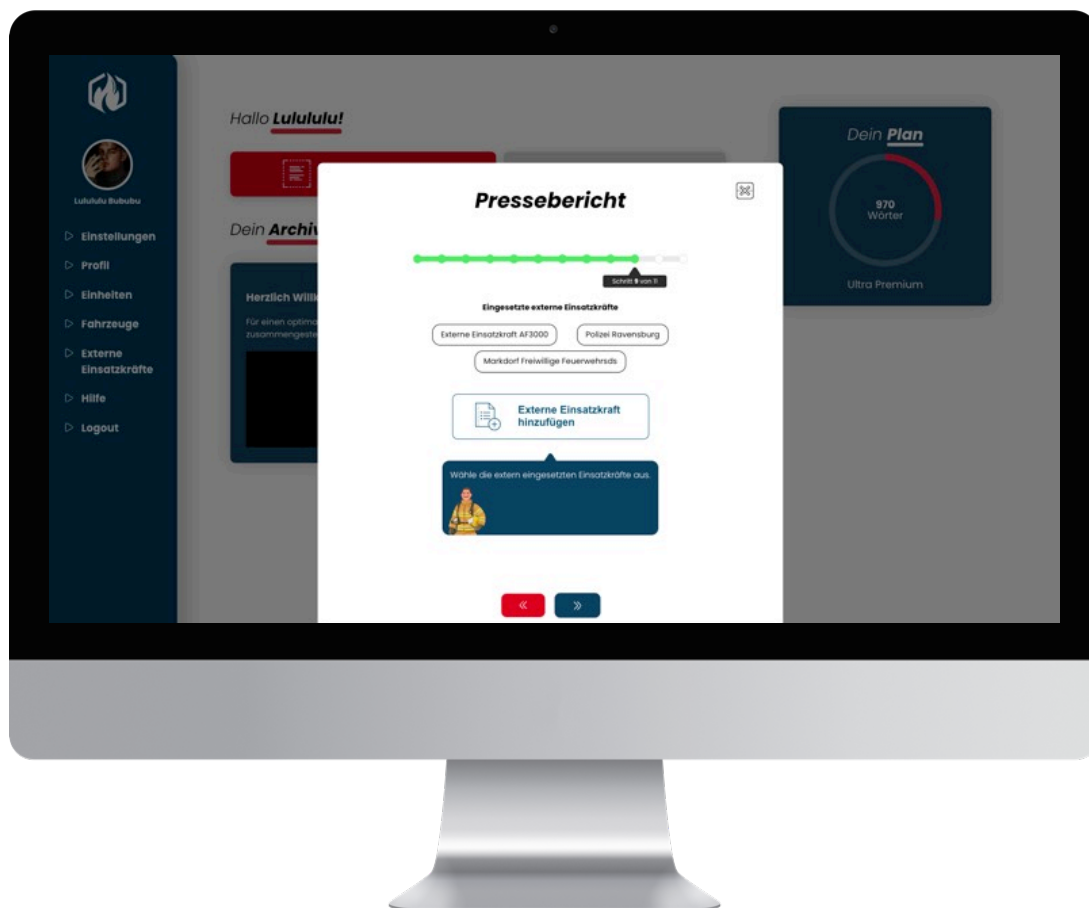 Lulululu Bububu
Einstellungen
Profil
Einheiten
Fahrzeuge
Externe
Einsatzkräfte
Hilfe
Logout
Hallo Lulululu!
Dein Archiv
Herzlich Willk
Für einen optima
zusammengeste
Pressebericht
Schritt 9 von 11
Eingesetzte externe Einsatzkräfte
Externe Einsatzkraft AF3000
Polizei Ravensburg
Markdorf Freiwillige Feuerwehrsds
Externe Einsatzkraft
hinzufügen
Wähle die extern eingesetzten Einsatzkräfte aus.
Dein Plan
970
Wörter
Ultra Premium